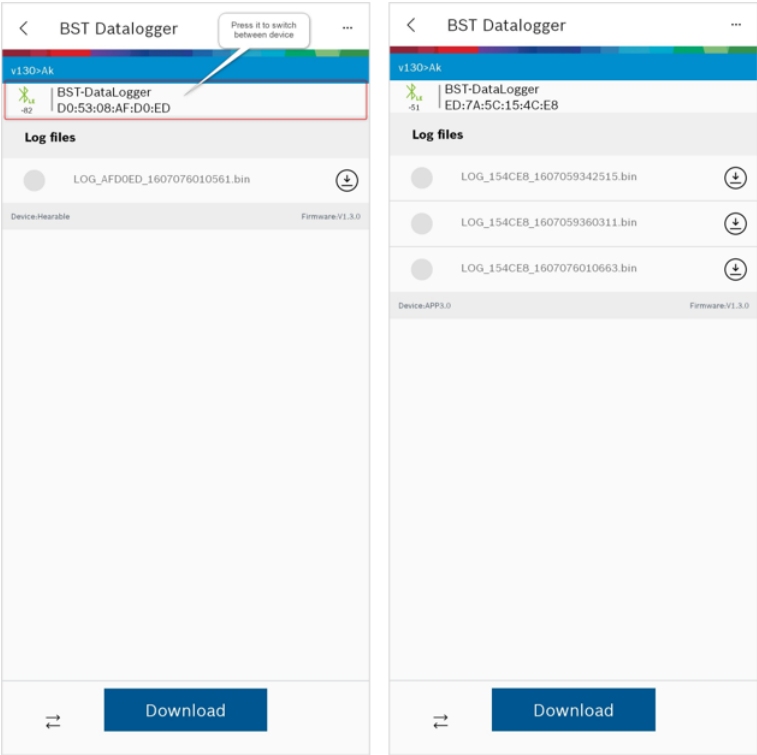 BST Datalogger
Press it to switch
between device
...
v130>Ak
LE
-82
BST-DataLogger
D0:53:08:AF:D0:ED
Log files
LOG_AFD0ED_1607076010561.bin
Device:Hearable
Firmware:V1.3.0
Download
BST Datalogger
...
v130>Ak
LE
-51
BST-DataLogger
ED:7A:5C:15:4C:E8
Log files
LOG_154CE8_1607059342515.bin
LOG_154CE8_1607059360311.bin
LOG_154CE8_1607076010663.bin
Device:APP3.0
Firmware:V1.3.0
Download